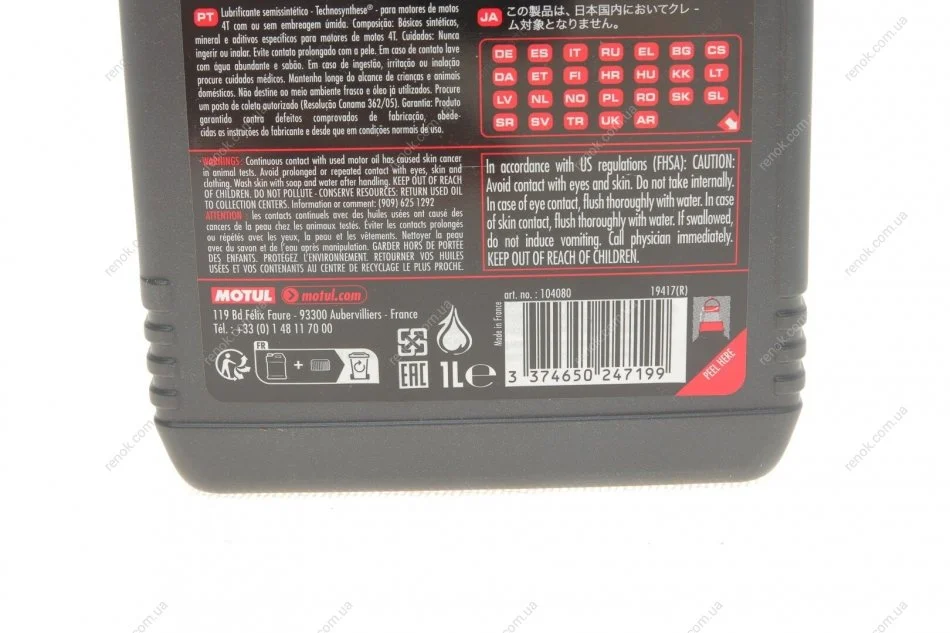 PT Lubrificante semissintético - Technosynthese® - para motores de motos
4T com ou sem embreagem úmida. Composição: Básicos sintéticos,
mineral e aditivos específicos para motores de motos 4T. Cuidados: Nunca
ingerir ou inalar. Evite contato prolongado com a pele. Em caso de contato lave
com água abundante e sabão. Em caso de ingestão, irritação ou inalação
procure cuidados médicos. Mantenha longo do alcance de crianças e animais
domésticos. Não destine ao meio ambiente frasco e óleo já utilizados. Procure
um posto de coleta autorizado (Resolução Conama 362/05). Garantia: Produto
garantido contra defeitos comprovados de fabricação, obede-
cidas as instruções do fabricante e desde que em condições normais de uso.
JA この製品は、日本国内においてクレ -
ーム対象となりません。
DE ES IT RU EL BG CS
DA ET FI HR HU KK LT
LV NL NO PL RO SK SL
SR SV TR UK AR
WARNINGS: Continuous contact with used motor oil has caused skin cancer
in animal tests. Avoid prolonged or repeated contact with eyes, skin and
clothing. Wash skin with soap and water after handling. KEEP OUT OF REACH
OF CHILDREN. DO NOT POLLUTE - CONSERVE RESOURCES: RETURN USED OIL
TO COLLECTION CENTERS. Information or comment: (909) 625 1292
ATTENTION : les contacts continuels avec des huiles usées ont causé des
cancers de la peau chez les animaux testés. Éviter les contacts prolongés
ou répétés avec les yeux, la peau et les vêtements. Nettoyer la peau
avec du savon et de l'eau après manipulation. GARDER HORS DE PORTÉE
DES ENFANTS. PROTÉGEZ L'ENVIRONNEMENT. RETOURNER VOS HUILES
USÉES ET VOS CONTENANTS AU CENTRE DE RECYCLAGE LE PLUS PROCHE.
In accordance with US regulations (FHSA): CAUTION:
Avoid contact with eyes and skin. Do not take internally.
In case of eye contact, flush thoroughly with water. In case
of skin contact, flush thoroughly with water. If swallowed,
do not induce vomiting. Call physician immediately.
KEEP OUT OF REACH OF CHILDREN.
MOTUL motul.com
119 Bd Félix Faure - 93300 Aubervilliers - France
Tél. : +33 (0) 1 48 11 70 00
FR
+
EAC
1L e
Made in France
art. no. : 104080
19417(R)
3 374650 247199
PEEL HERE
renok.com.ua